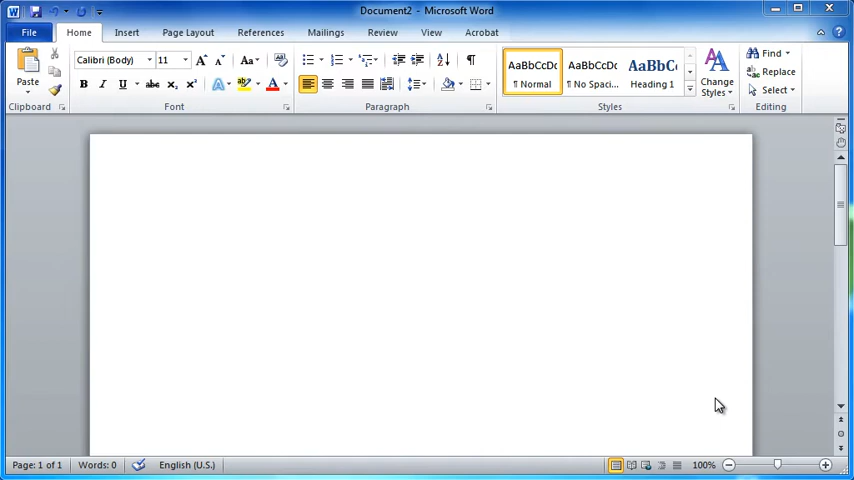 Document2 - Microsoft Word
File Home Insert Page Layout References Mailings Review View Acrobat
Calibri (Body) 11 Aa
Paste
B I U abc x₂ x² A ab A
AaBbCcDc AaBbCcDc AaBbC
¶ Normal ¶ No Spaci... Heading 1
Change
Styles
Find
Replace
Select
Clipboard Font Paragraph Styles Editing
Page: 1 of 1 Words: 0 English (U.S.) 100%